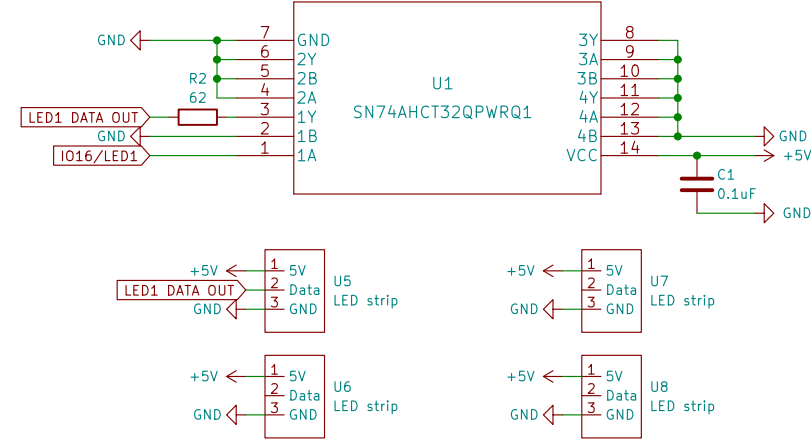 GND 7 GND 3Y 8
6 2Y 3A 9
R2 5 2B U1 3B 10
62 4 2A 4Y 11
LED1 DATA OUT 3 1Y SN74AHCT32QPWRQ1 4A 12
GND 2 1B 4B 13 GND
IO16/LED1 1 1A VCC 14 +5V
C1
0.1uF
GND
+5V 1 5V U5
LED1 DATA OUT 2 Data LED strip
GND 3 GND
+5V 1 5V U7
2 Data LED strip
GND 3 GND
+5V 1 5V U6
2 Data LED strip
GND 3 GND
+5V 1 5V U8
2 Data LED strip
GND 3 GND